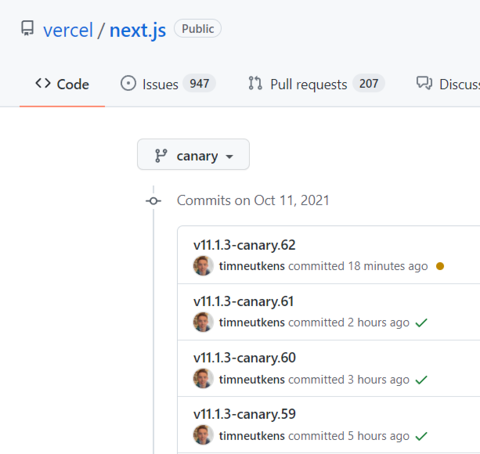 vercel / next.js Public
Code Issues 947 Pull requests 207 Discuss
canary
Commits on Oct 11, 2021
v11.1.3-canary.62
timneutkens committed 18 minutes ago
v11.1.3-canary.61
timneutkens committed 2 hours ago
v11.1.3-canary.60
timneutkens committed 3 hours ago
v11.1.3-canary.59
timneutkens committed 5 hours ago